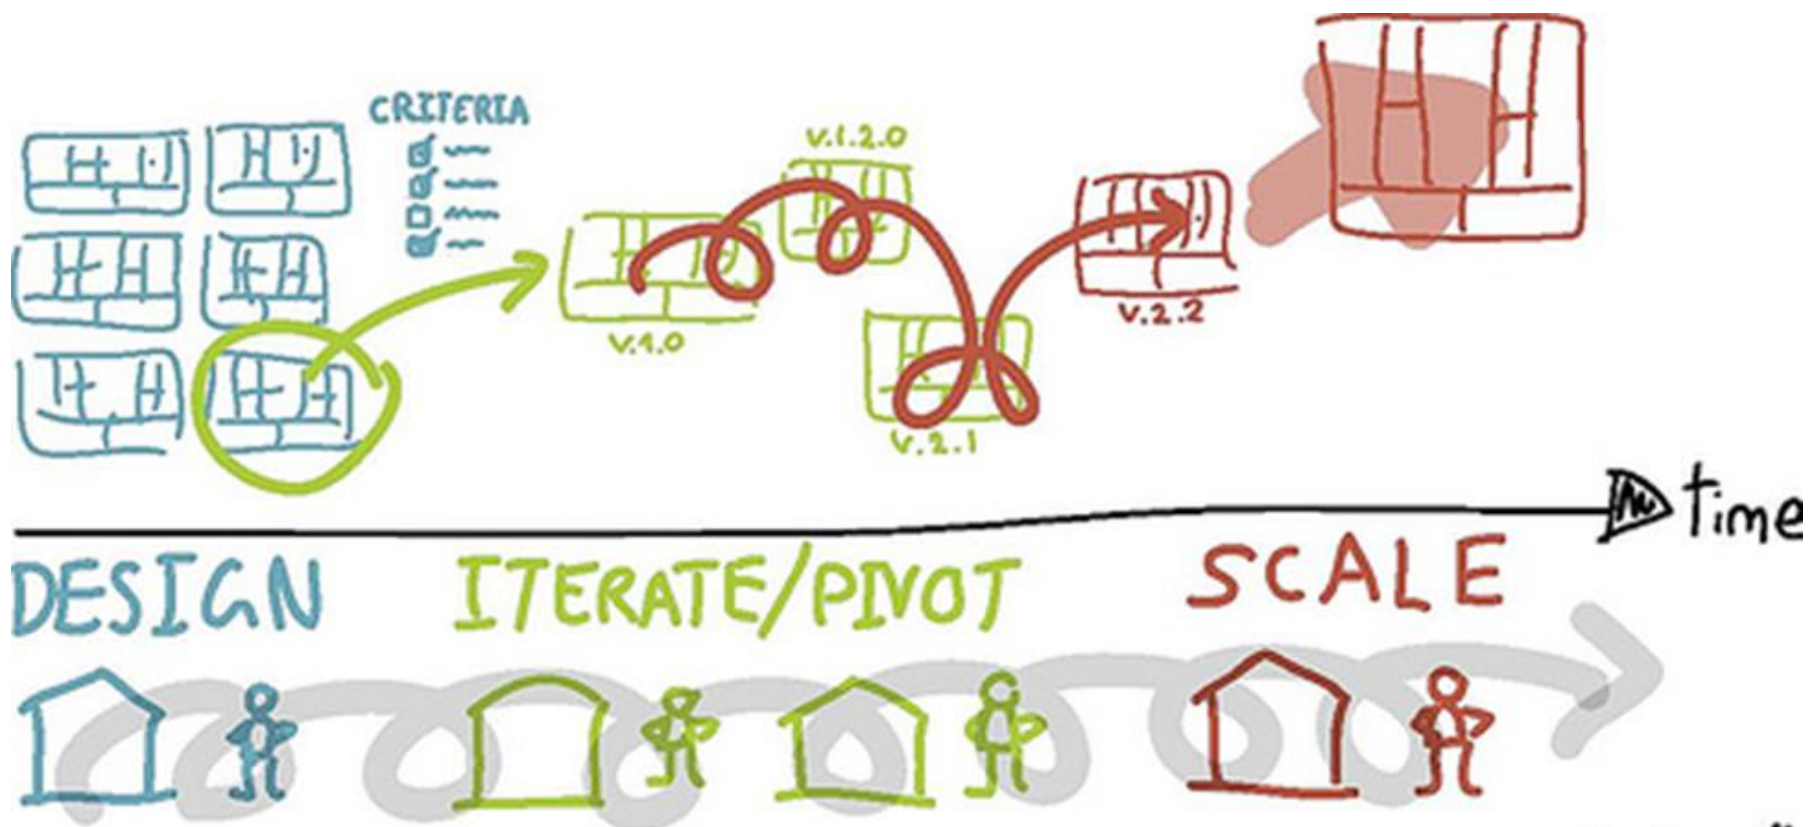 CRITERIA
V.1.2.0
V.1.0
V.2.2
V.2.1
time
DESIGN
ITERATE/PIVOT
SCALE